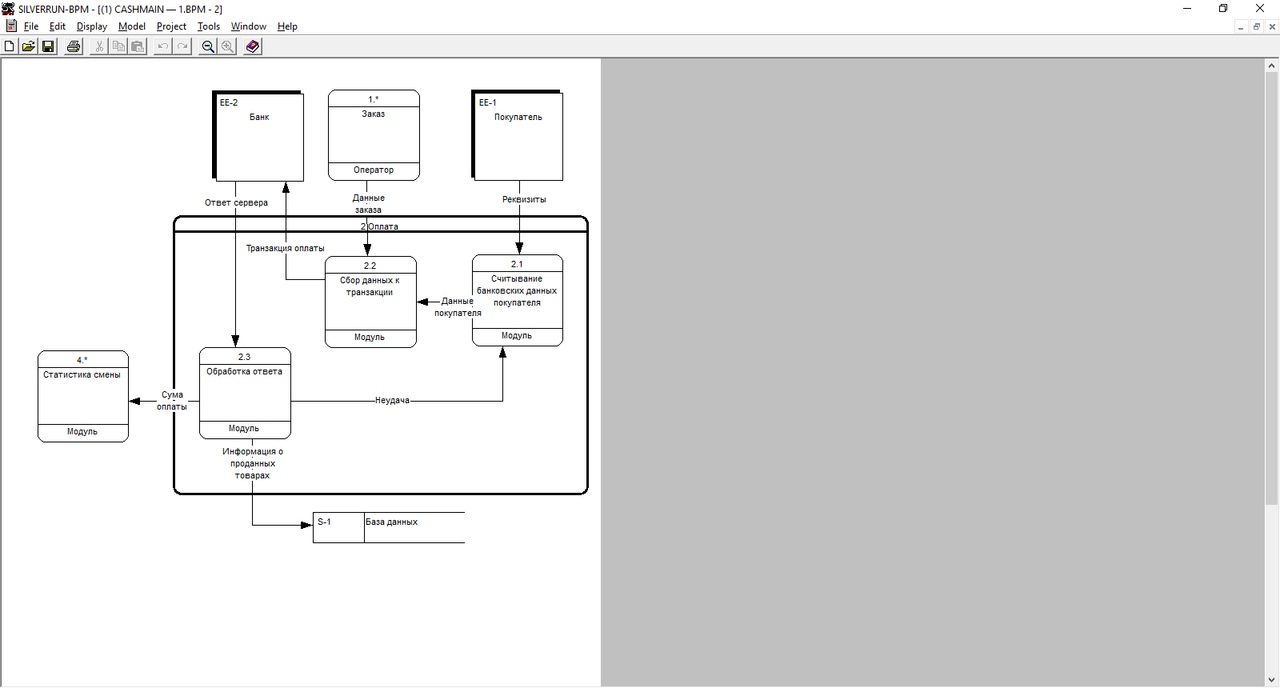 SILVERRUN-BPM - [(1) CASHMAIN — 1.BPM - 2]
File Edit Display Model Project Tools Window Help
EE-2
Банк
1.*
Заказ
Оператор
EE-1
Покупатель
Ответ сервера
Данные
заказа
Реквизиты
2 Оплата
Транзакция оплаты
2.2
Сбор данных к
транзакции
Модуль
Данные
покупателя
2.1
Считывание
банковских данных
покупателя
Модуль
4.*
Статистика смены
Модуль
Сума
оплаты
2.3
Обработка ответа
Модуль
Неудача
Информация о
проданных
товарах
S-1
База данных